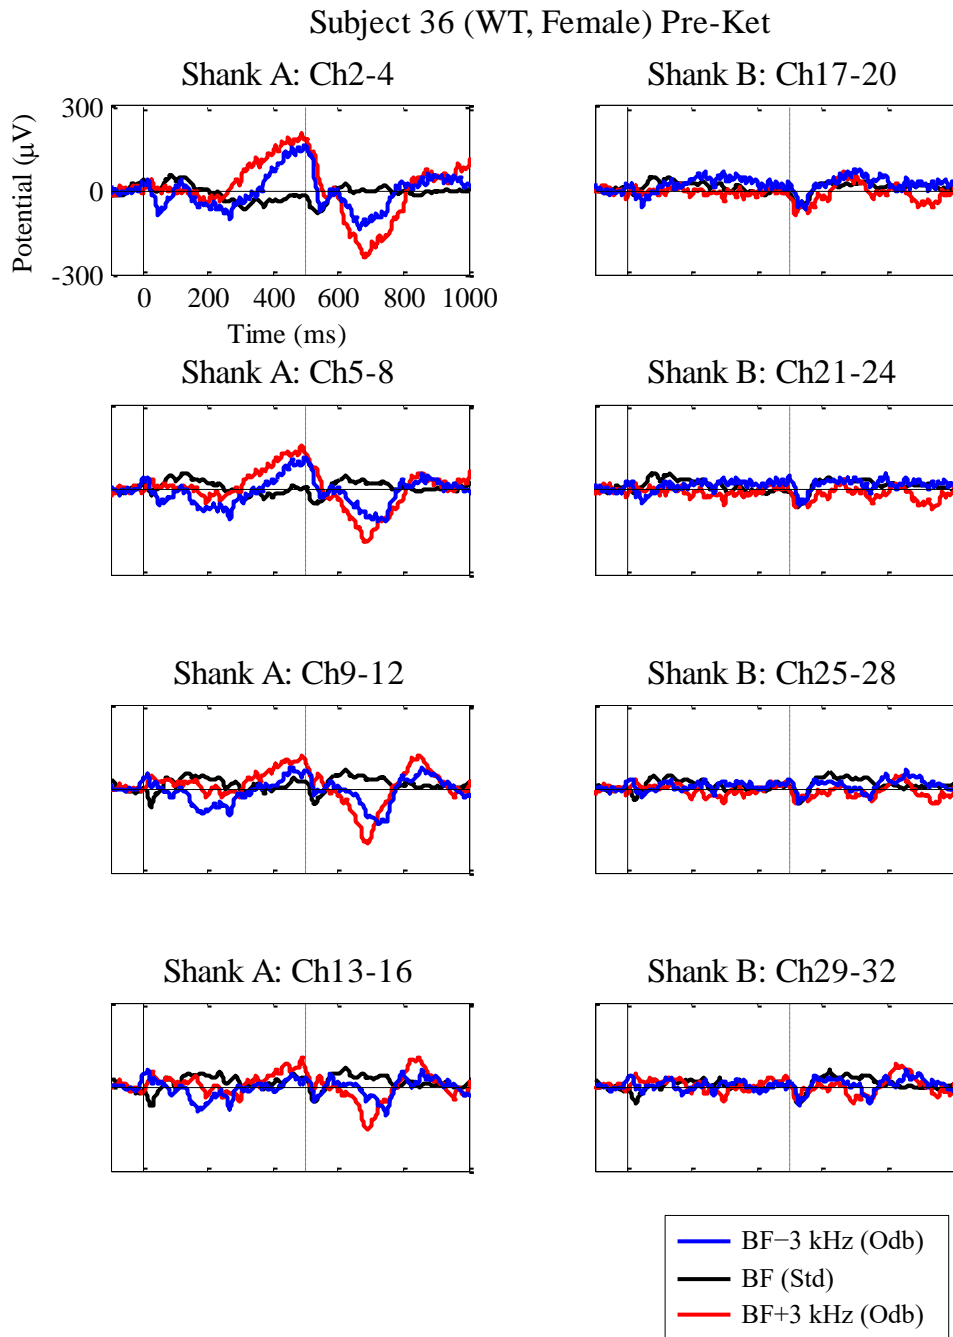 Subject 36 (WT, Female) Pre-Ket
Shank A: Ch2-4
Shank B: Ch17-20
300
0
-300
Potential (µV)
0 200 400 600 800 1000
Time (ms)
Shank A: Ch5-8
Shank B: Ch21-24
Shank A: Ch9-12
Shank B: Ch25-28
Shank A: Ch13-16
Shank B: Ch29-32
BF−3 kHz (Odb)
BF (Std)
BF+3 kHz (Odb)